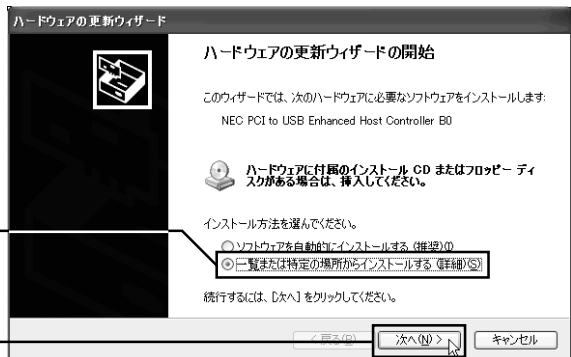 ハードウェアの更新ウィザード
ハードウェアの更新ウィザードの開始
このウィザードでは、次のハードウェアに必要なソフトウェアをインストールします:
NEC PCI to USB Enhanced Host Controller B0
ハードウェアに付属のインストール CD またはフロッピー ディ
スクがある場合は、挿入してください。
インストール方法を選んでください。
ソフトウェアを自動的にインストールする (推奨)(I)
一覧または特定の場所からインストールする (詳細)(S)
続行するには、[次へ] をクリックしてください。
< 戻る(B) 次へ(N) > キャンセル